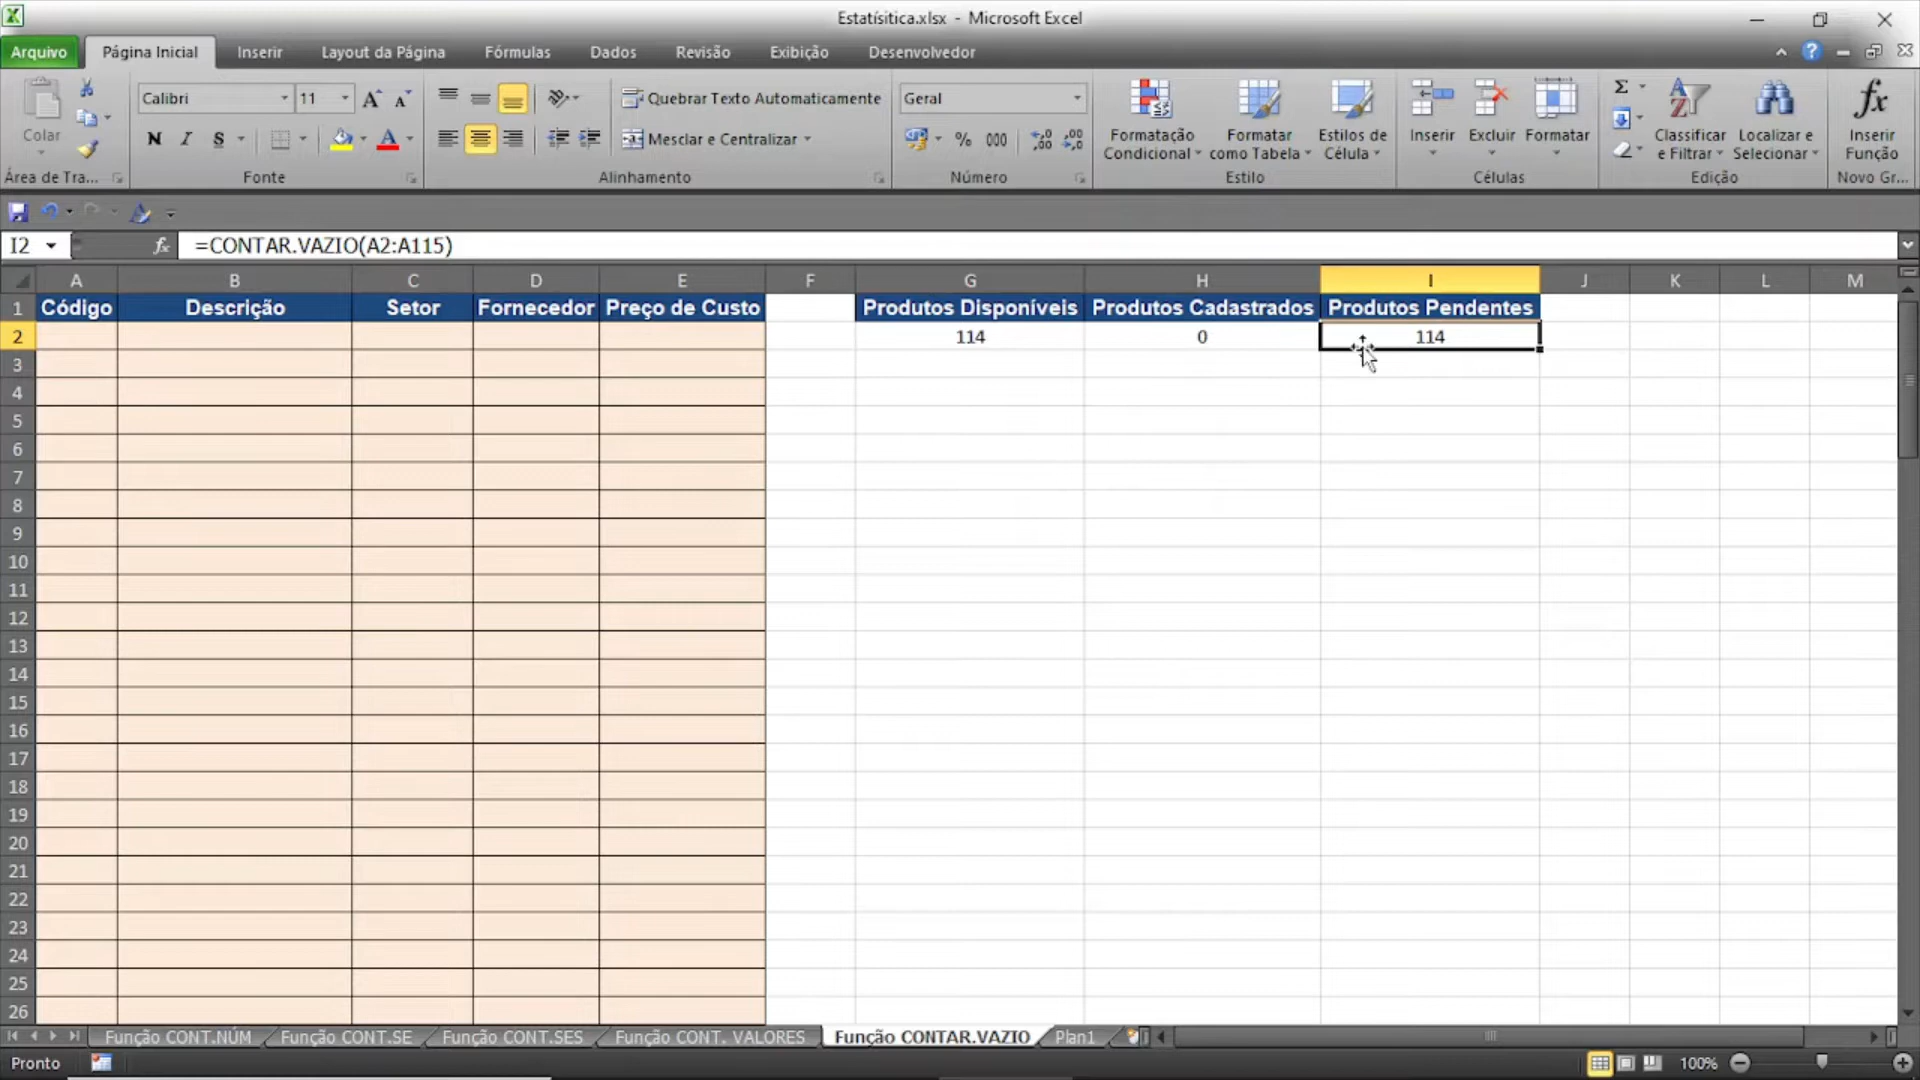 Estatísitica.xlsx - Microsoft Excel
Arquivo Página Inicial Inserir Layout da Página Fórmulas Dados Revisão Exibição Desenvolvedor
Colar
Calibri 11
N I S
Quebrar Texto Automaticamente
Mesclar e Centralizar
Geral
% 000
Formatação Condicional
Formatar como Tabela
Estilos de Célula
Inserir
Excluir
Formatar
Classificar e Filtrar
Localizar e Selecionar
Inserir Função
Área de Tra... Fonte Alinhamento Número Estilo Células Edição Novo Gr...
I2 fx =CONTAR.VAZIO(A2:A115)
A B C D E F G H I J K L M
1 Código Descrição Setor Fornecedor Preço de Custo Produtos Disponíveis Produtos Cadastrados Produtos Pendentes
2 114 0 114
3
4
5
6
7
8
9
10
11
12
13
14
15
16
17
18
19
20
21
22
23
24
25
26
Função CONT.NÚM Função CONT.SE Função CONT.SES Função CONT. VALORES Função CONTAR.VAZIO Plan1
Pronto 100%